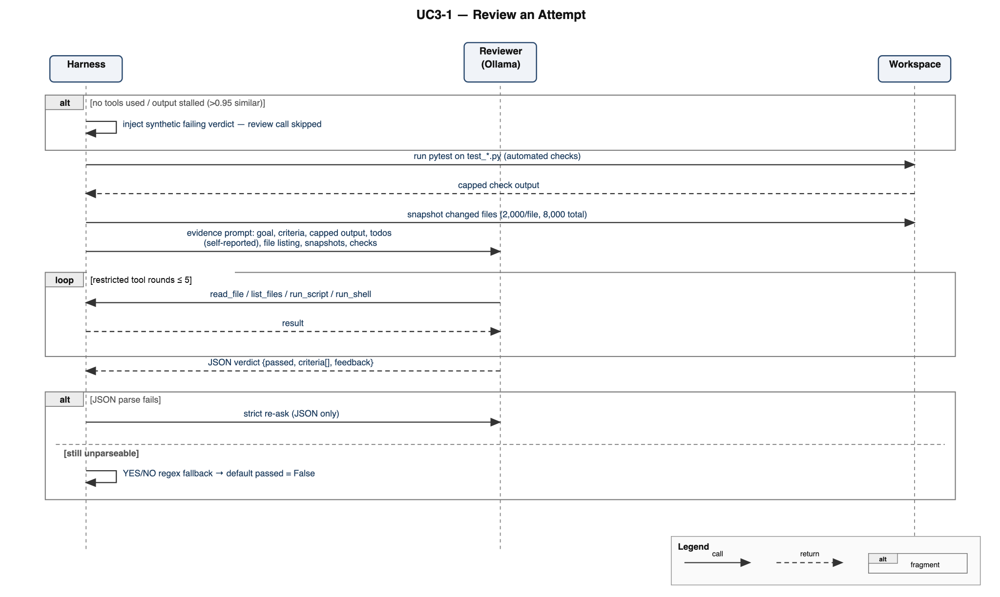 UC3-1 — Review an Attempt
Harness
Reviewer
(Ollama)
Workspace
alt
[no tools used / output stalled (>0.95 similar)]
inject synthetic failing verdict — review call skipped
run pytest on test_*.py (automated checks)
capped check output
snapshot changed files (2,000/file, 8,000 total)
evidence prompt: goal, criteria, capped output, todos
(self-reported), file listing, snapshots, checks
loop
[restricted tool rounds ≤ 5]
read_file / list_files / run_script / run_shell
result
JSON verdict {passed, criteria[], feedback}
alt
[JSON parse fails]
strict re-ask (JSON only)
[still unparseable]
YES/NO regex fallback → default passed = False
Legend
call
return
alt
fragment